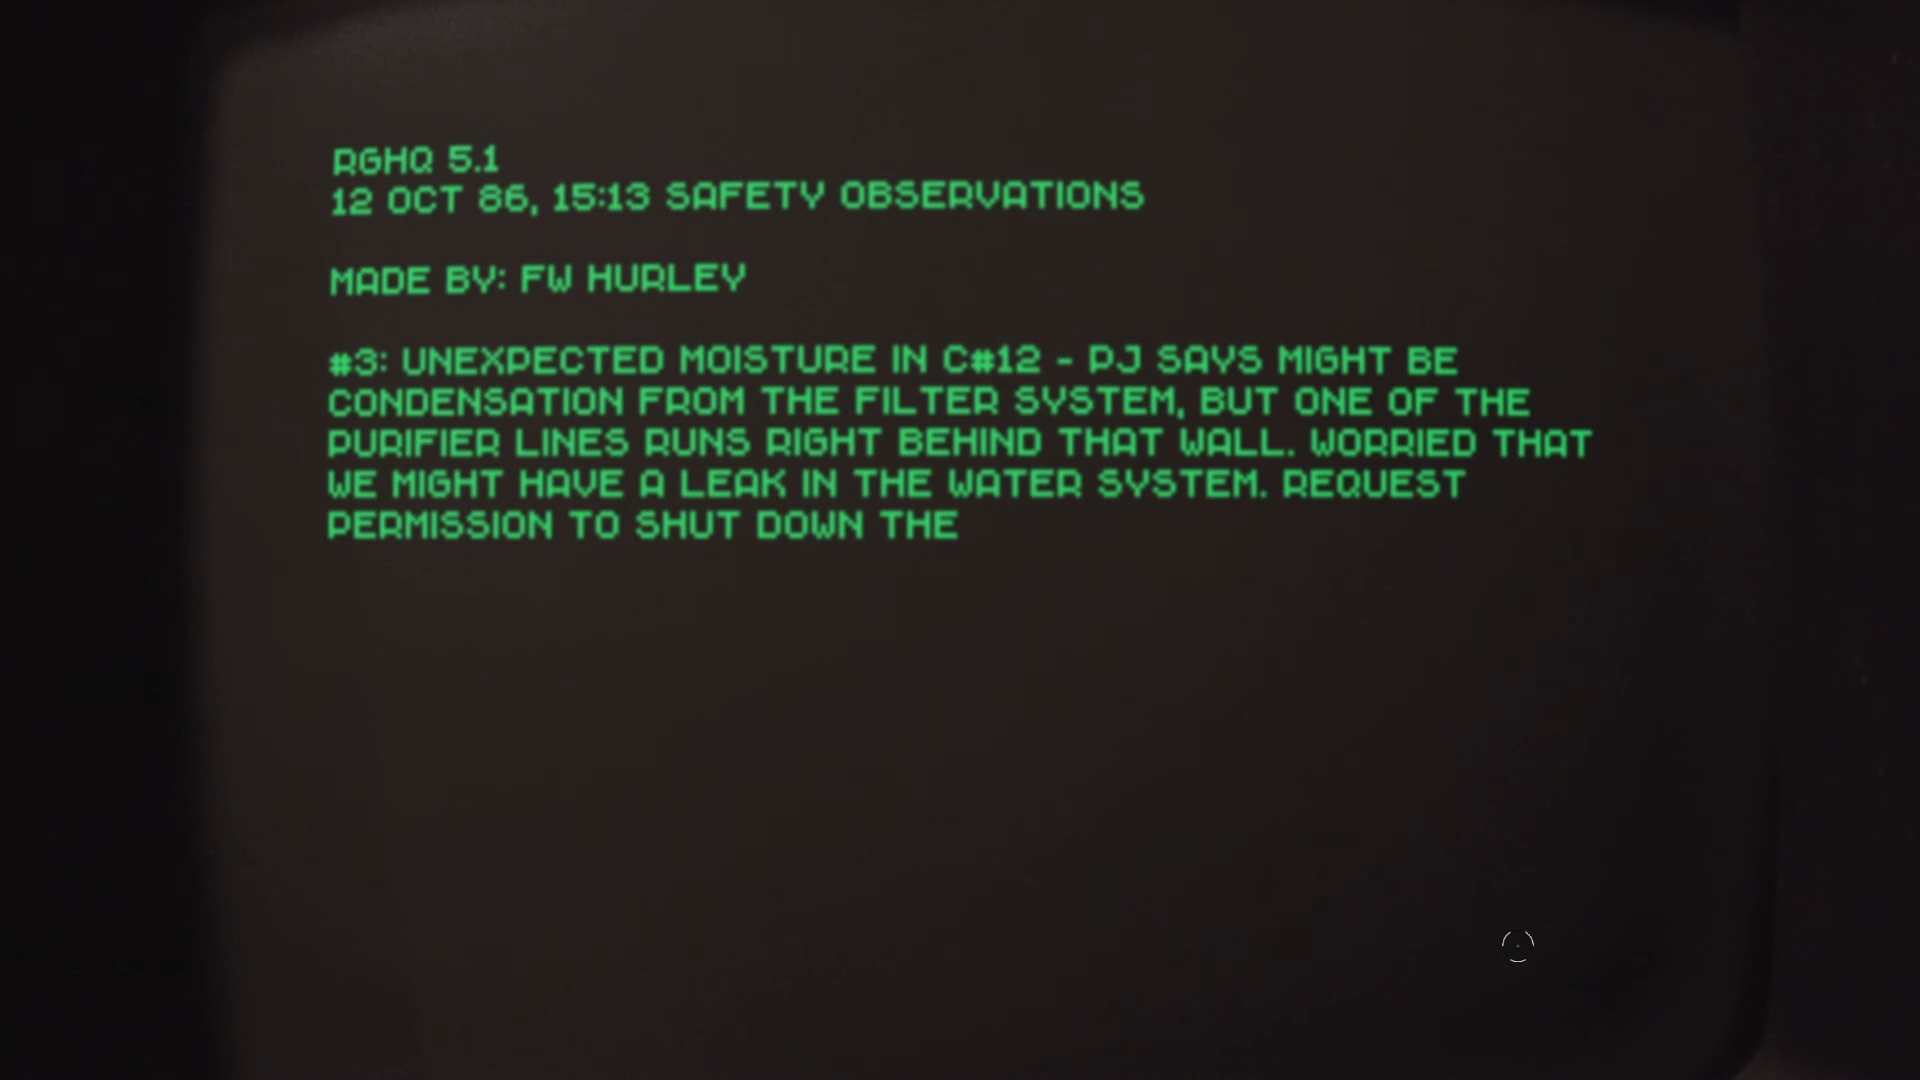 RGHQ 5.1
12 OCT 86, 15:13 SAFETY OBSERVATIONS
MADE BY: FW HURLEY
#3: UNEXPECTED MOISTURE IN C#12 - PJ SAYS MIGHT BE
CONDENSATION FROM THE FILTER SYSTEM, BUT ONE OF THE
PURIFIER LINES RUNS RIGHT BEHIND THAT WALL. WORRIED THAT
WE MIGHT HAVE A LEAK IN THE WATER SYSTEM. REQUEST
PERMISSION TO SHUT DOWN THE